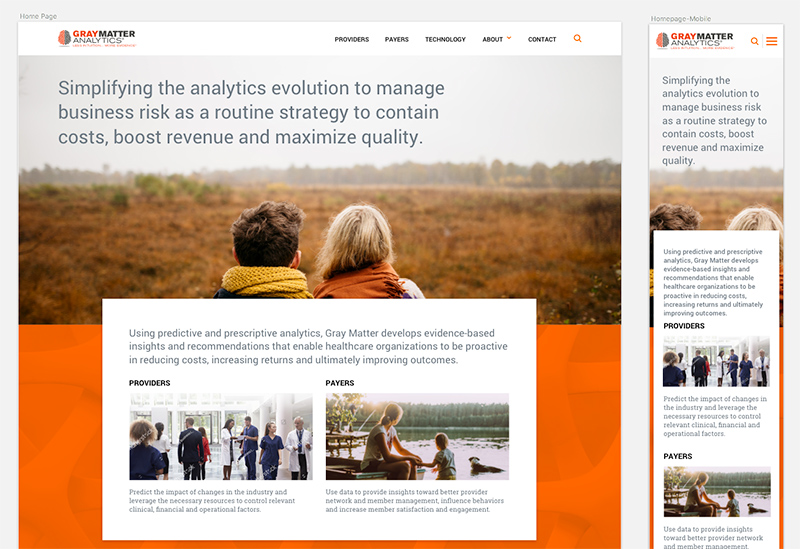 Home Page
GRAYMATTER
ANALYTICS
PROVIDERS PAYERS TECHNOLOGY ABOUT CONTACT
Simplifying the analytics evolution to manage
business risk as a routine strategy to contain
costs, boost revenue and maximize quality.
Using predictive and prescriptive analytics, Gray Matter develops evidence-based
insights and recommendations that enable healthcare organizations to be proactive
in reducing costs, increasing returns and ultimately improving outcomes.
PROVIDERS
Predict the impact of changes in the industry and
leverage the necessary resources to control relevant
clinical, financial and operational factors.
PAYERS
Use data to provide insights toward better provider
network and member management, influence behaviors
and increase member satisfaction and engagement.
Homepage-Mobile
GRAYMATTER
ANALYTICS
Simplifying the
analytics evolution to
manage business risk
as a routine strategy to
contain costs, boost
revenue and maximize
quality.
Using predictive and prescriptive
analytics, Gray Matter develops
evidence-based insights and
recommendations that enable
healthcare organizations to be
proactive in reducing costs,
increasing returns and ultimately
improving outcomes.
PROVIDERS
Predict the impact of changes in
the industry and leverage the
necessary resources to control
relevant clinical, financial and
operational factors.
PAYERS
Use data to provide insights
toward better provider network
and member management,